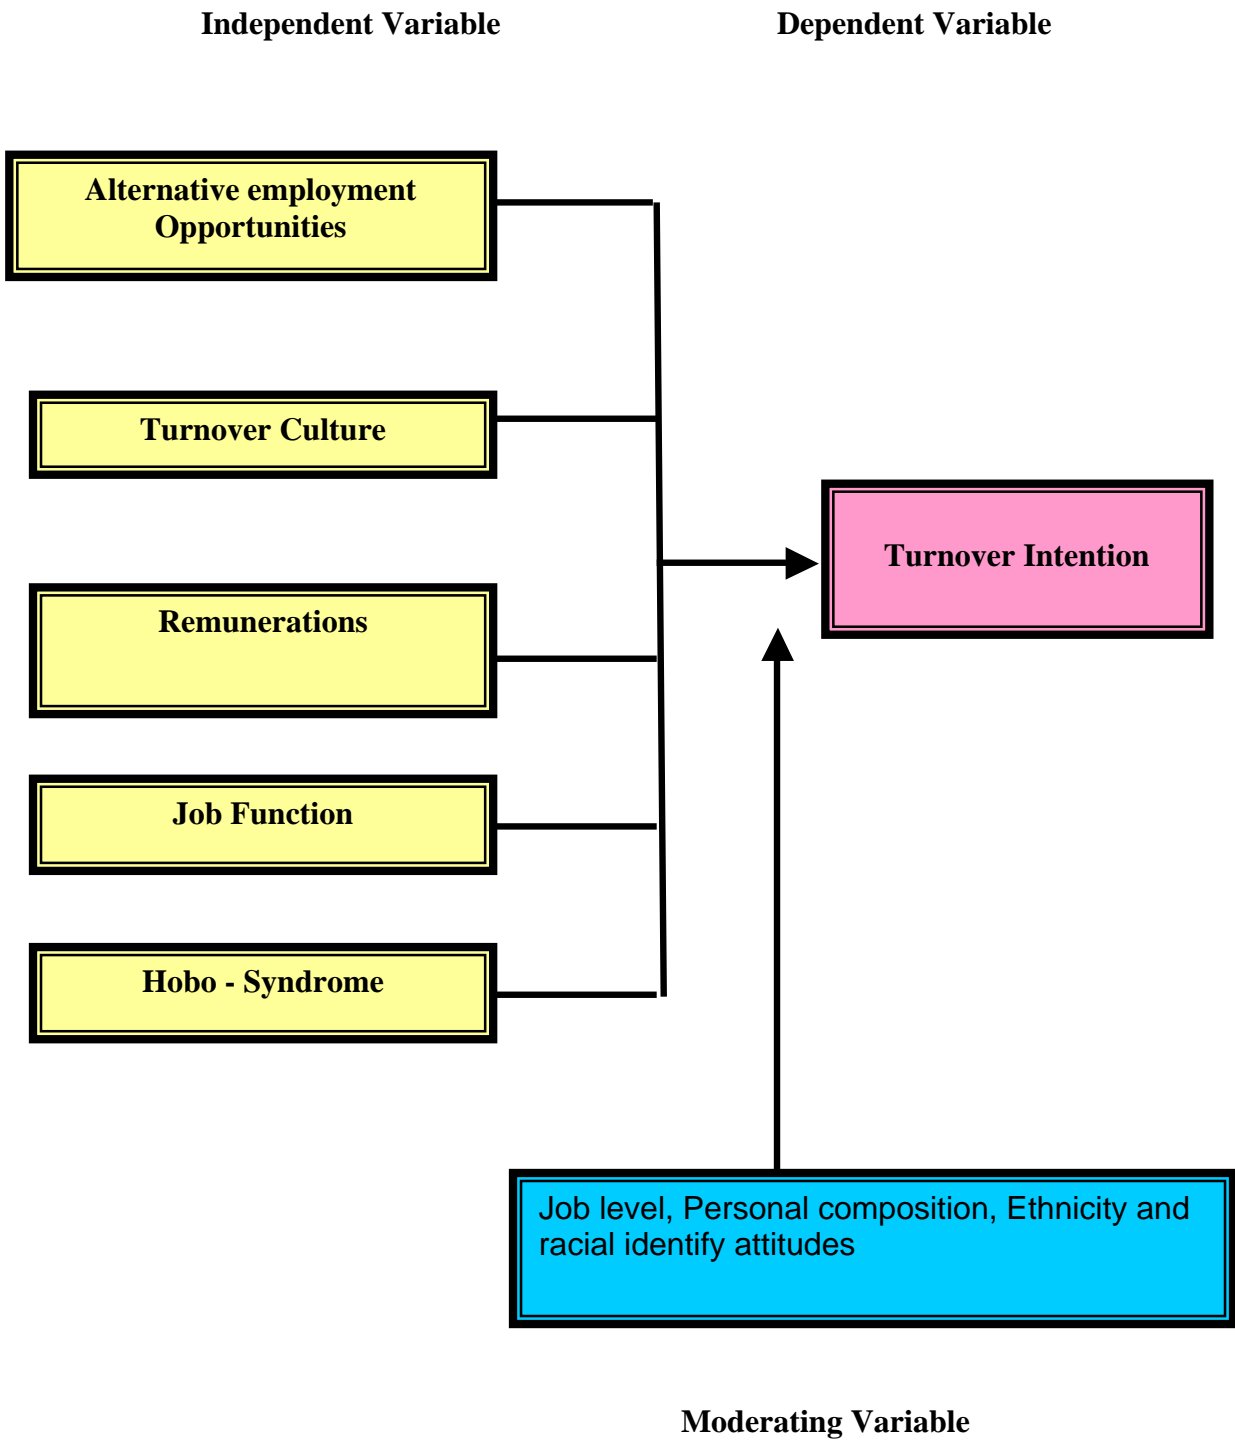 Independent Variable
Dependent Variable
Alternative employment
Opportunities
Turnover Culture
Turnover Intention
Remunerations
Job Function
Hobo - Syndrome
Job level, Personal composition, Ethnicity and
racial identify attitudes
Moderating Variable